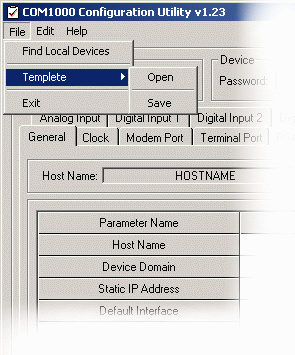 COM1000 Configuration Utility v1.23
File Edit Help
Find Local Devices
Device
Templete Open
Password:
Exit Save
Analog Input Digital Input 1 Digital Input 2
General Clock Modem Port Terminal Port
Host Name: HOSTNAME
Parameter Name
Host Name
Device Domain
Static IP Address
Default Interface